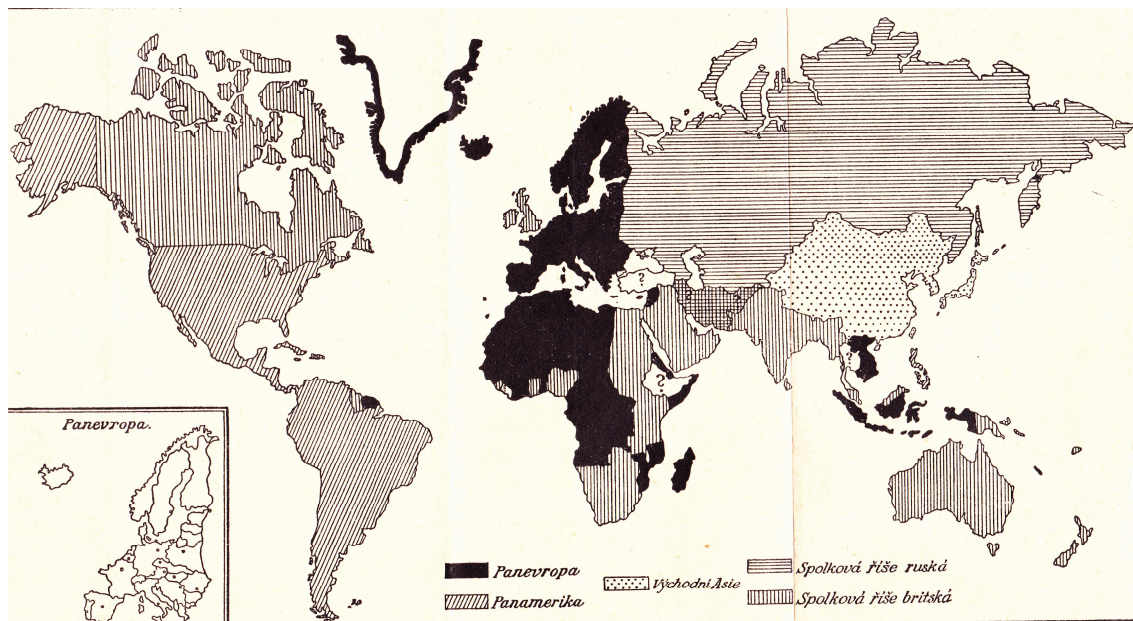 ?
?
?
Panevropa.
Panevropa
Panamerika
Východní Asie
Spolková říše ruská
Spolková říše britská